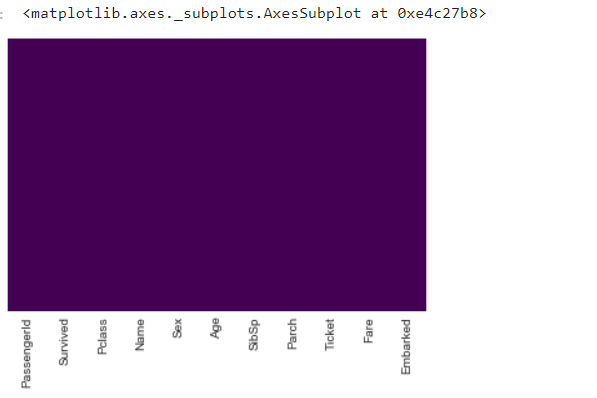 : <matplotlib.axes._subplots.AxesSubplot at 0xe4c27b8>
PassengerId
Survived
Pclass
Name
Sex
Age
SibSp
Parch
Ticket
Fare
Embarked